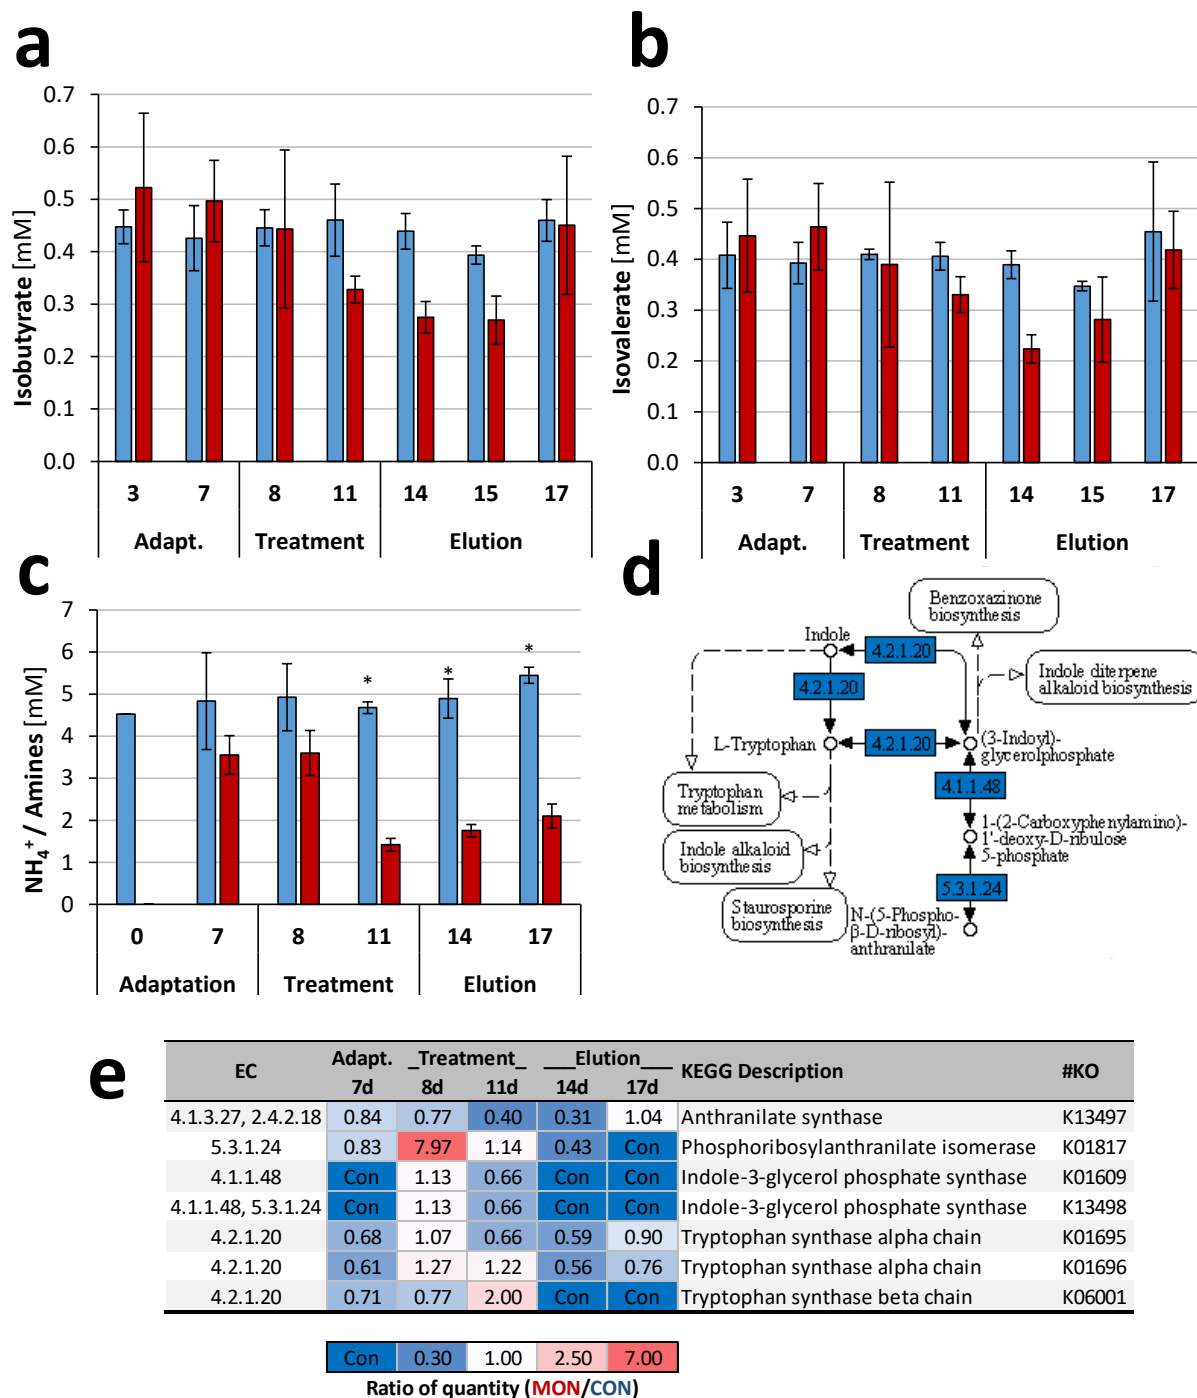 a
Isobutyrate [mM]
0.7
0.6
0.5
0.4
0.3
0.2
0.1
0.0
3 7 8 11 14 15 17
Adapt. Treatment Elution
b
Isovalerate [mM]
0.7
0.6
0.5
0.4
0.3
0.2
0.1
0.0
3 7 8 11 14 15 17
Adapt. Treatment Elution
c
NH₄⁺ / Amines [mM]
7
6
5
4
3
2
1
0
* * *
0 7 8 11 14 17
Adaptation Treatment Elution
d
Benzoxazinone
biosynthesis
Indole
4.2.1.20
4.2.1.20
Indole diterpene
alkaloid biosynthesis
L-Tryptophan
4.2.1.20
(3-Indoyl)-
glycerolphosphate
Tryptophan
metabolism
4.1.1.48
Indole alkaloid
biosynthesis
1-(2-Carboxyphenylamino)-
1'-deoxy-D-ribulose
5-phosphate
5.3.1.24
Staurosporine
biosynthesis
N-(5-Phospho-
β-D-ribosyl)-
anthranilate
e
EC Adapt. _Treatment_ ___Elution___ KEGG Description #KO
7d 8d 11d 14d 17d
4.1.3.27, 2.4.2.18 0.84 0.77 0.40 0.31 1.04 Anthranilate synthase K13497
5.3.1.24 0.83 7.97 1.14 0.43 Con Phosphoribosylanthranilate isomerase K01817
4.1.1.48 Con 1.13 0.66 Con Con Indole-3-glycerol phosphate synthase K01609
4.1.1.48, 5.3.1.24 Con 1.13 0.66 Con Con Indole-3-glycerol phosphate synthase K13498
4.2.1.20 0.68 1.07 0.66 0.59 0.90 Tryptophan synthase alpha chain K01695
4.2.1.20 0.61 1.27 1.22 0.56 0.76 Tryptophan synthase alpha chain K01696
4.2.1.20 0.71 0.77 2.00 Con Con Tryptophan synthase beta chain K06001
Con 0.30 1.00 2.50 7.00
Ratio of quantity (MON/CON)